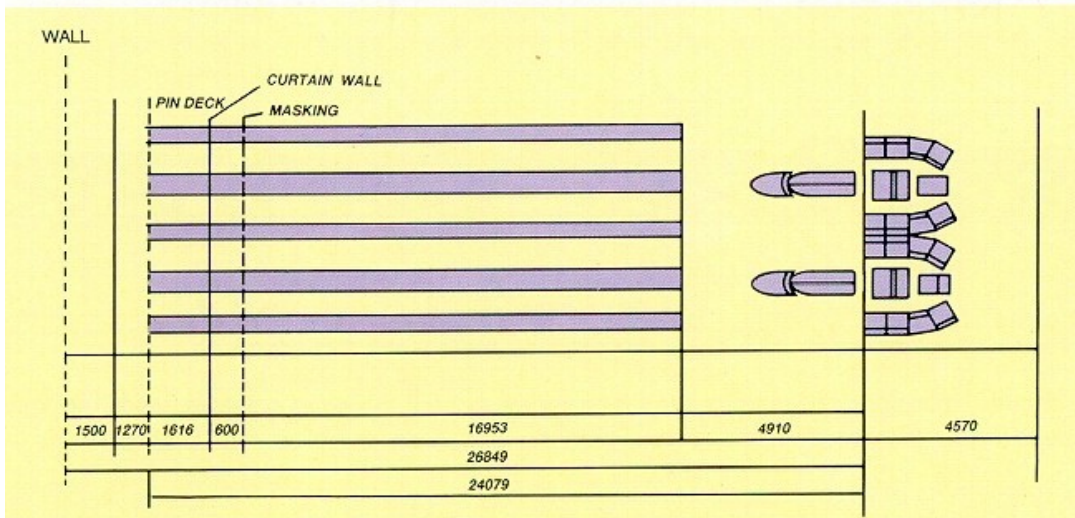 WALL
CURTAIN WALL
PIN DECK
MASKING
1500 1270 1616 600 16953 4910 4570
26849
24079